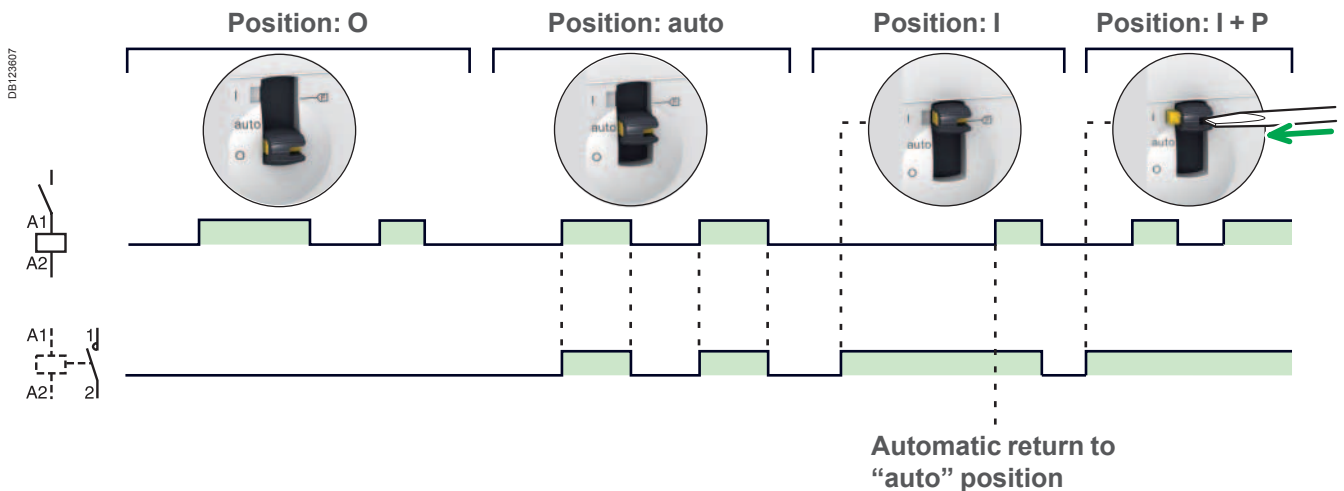 Position: O
Position: auto
Position: I
Position: I + P
DB123607
I
P
auto
O
I
P
auto
O
I
P
auto
O
I
auto
O
A1
A2
A1
1
A2
2
Automatic return to
“auto” position